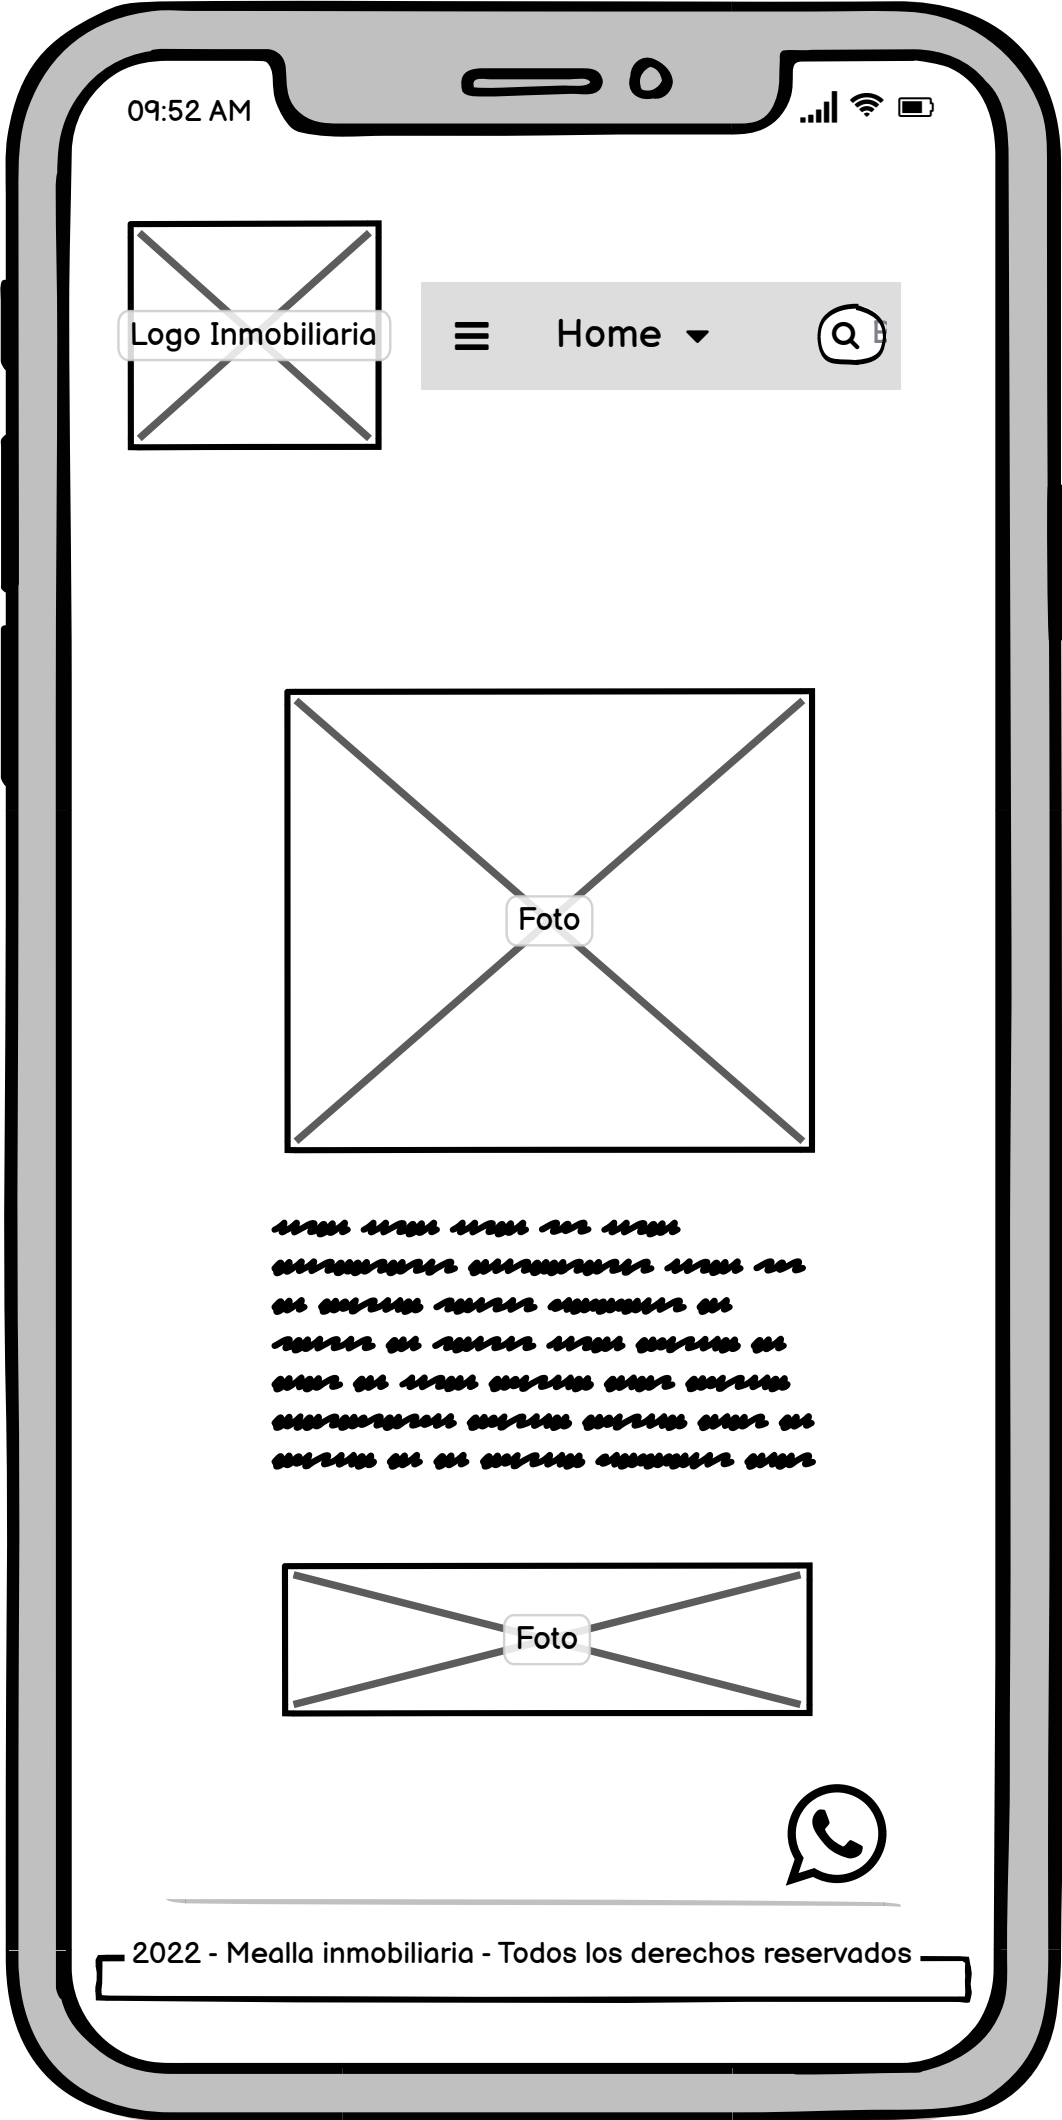 09:52 AM
Logo Inmobiliaria
Home
Foto
Foto
2022 - Mealla inmobiliaria - Todos los derechos reservados